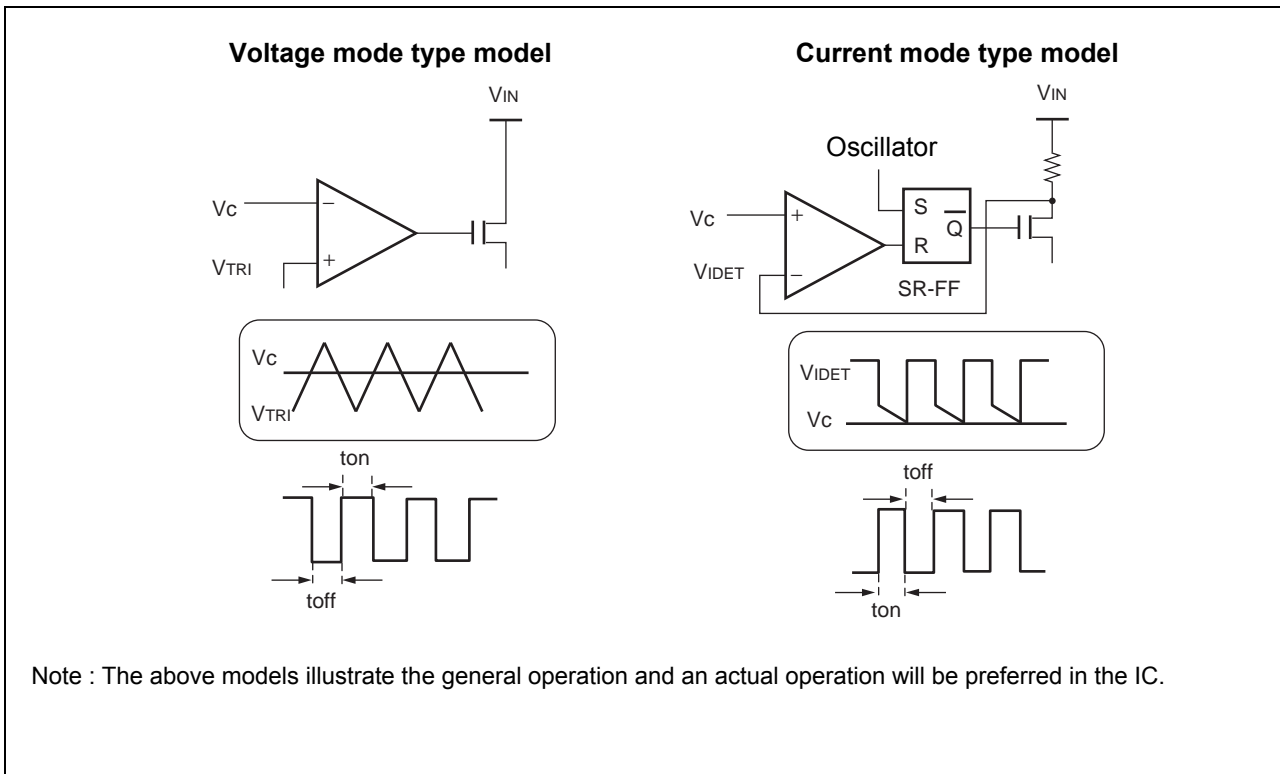 Voltage mode type model
VIN
Vc
−
VTRI
+
Vc
VTRI
ton
toff
Current mode type model
VIN
Oscillator
Vc
+
VIDET
−
S
R
Q
SR-FF
VIDET
Vc
toff
ton
Note : The above models illustrate the general operation and an actual operation will be preferred in the IC.